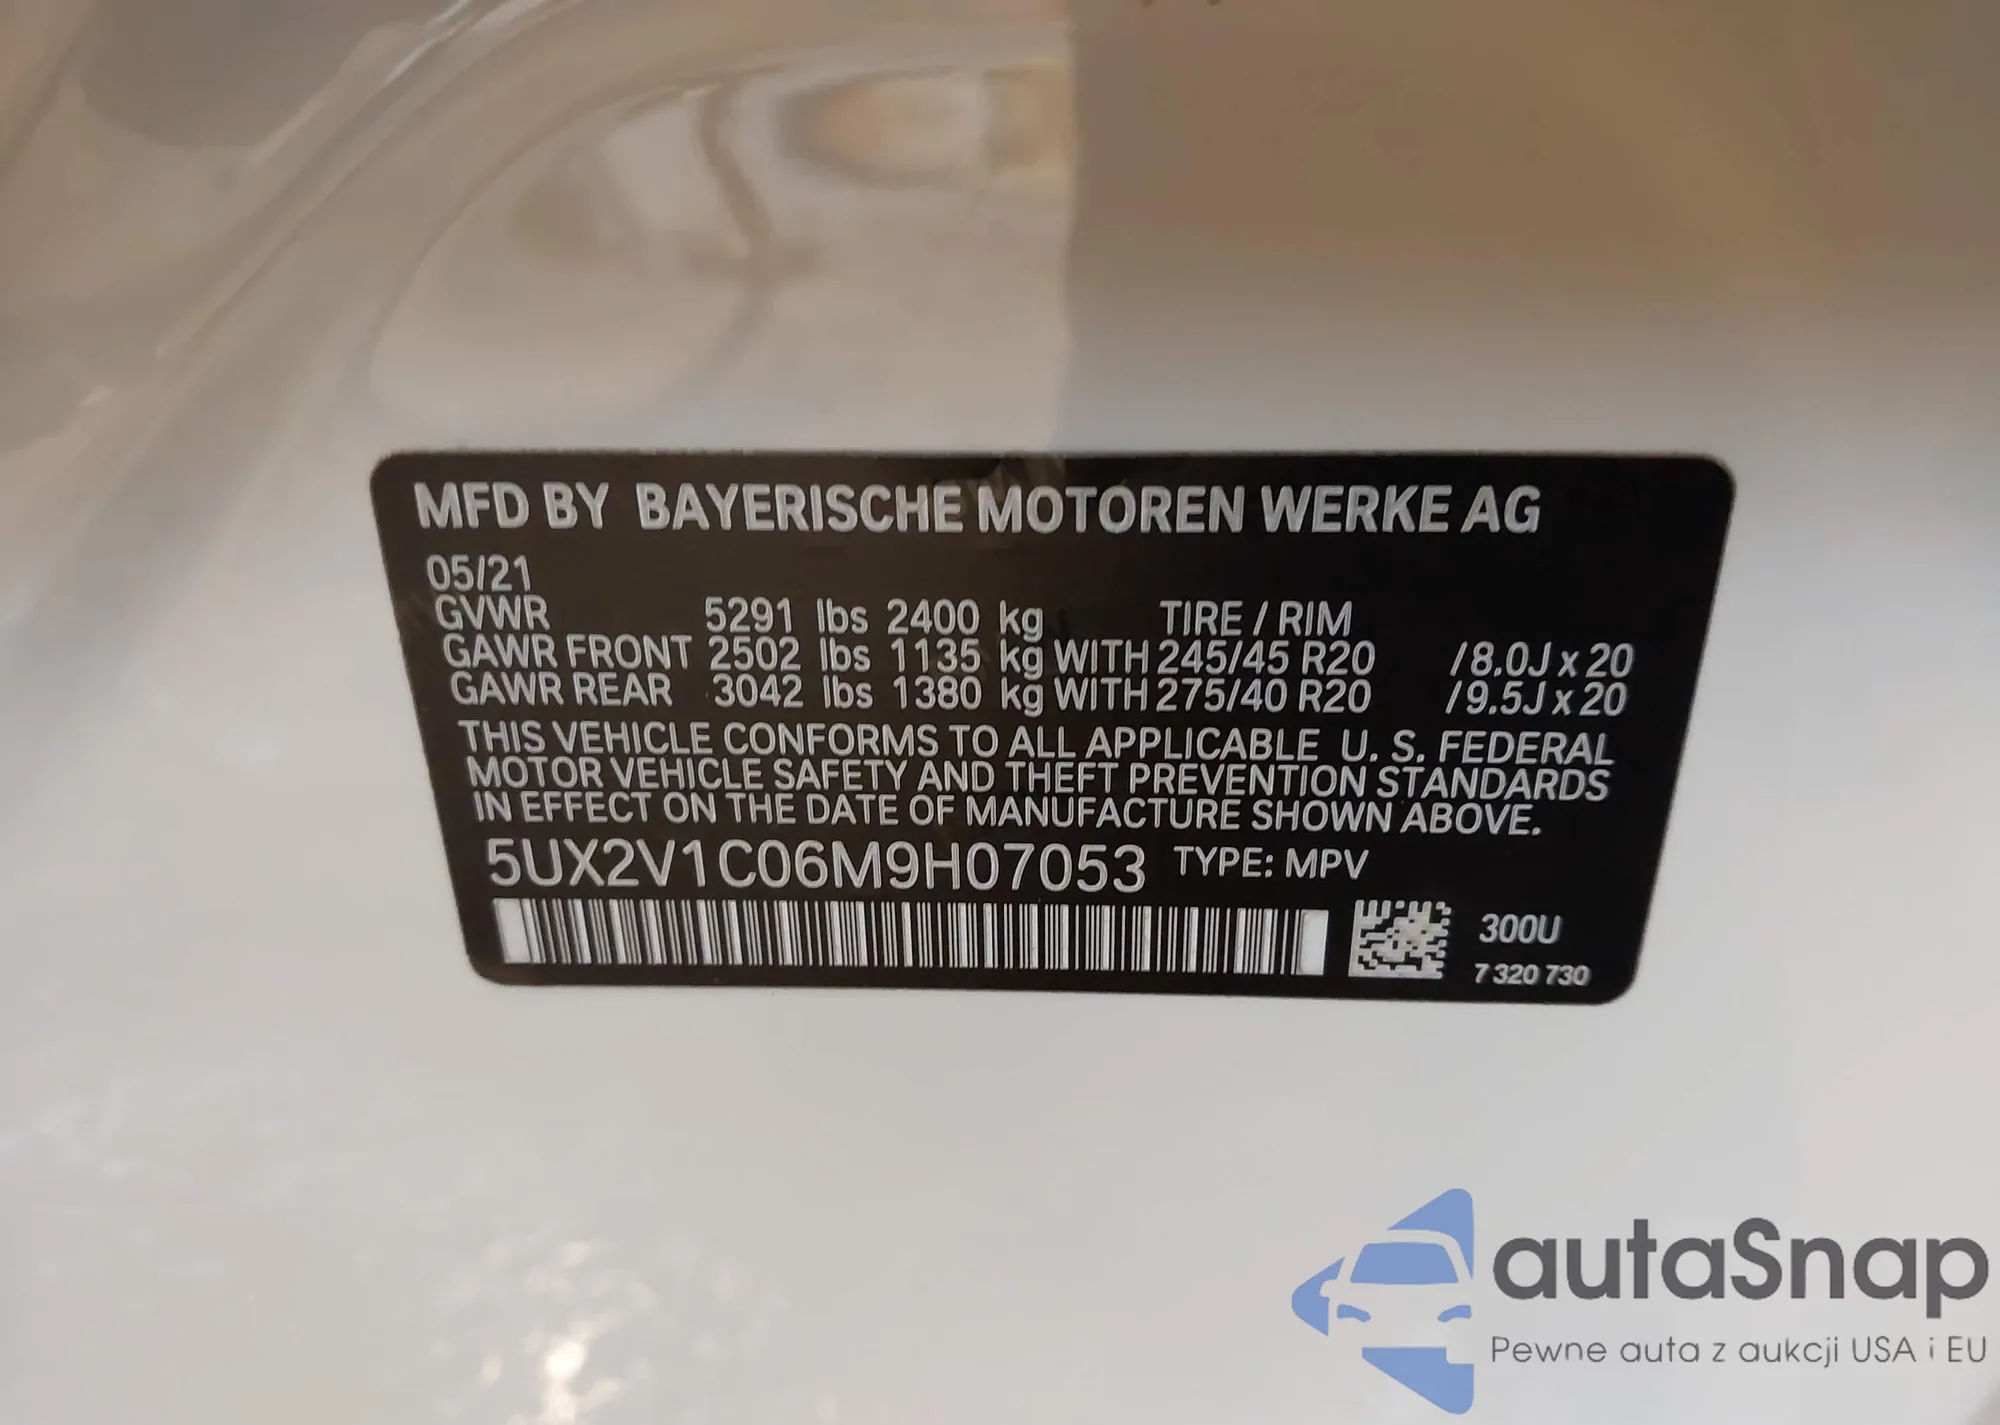 MFD BY BAYERISCHE MOTOREN WERKE AG
05/21
GVWR 5291 lbs 2400 kg TIRE / RIM
GAWR FRONT 2502 lbs 1135 kg WITH 245/45 R20 /8.0J x 20
GAWR REAR 3042 lbs 1380 kg WITH 275/40 R20 /9.5J x 20
THIS VEHICLE CONFORMS TO ALL APPLICABLE U. S. FEDERAL
MOTOR VEHICLE SAFETY AND THEFT PREVENTION STANDARDS
IN EFFECT ON THE DATE OF MANUFACTURE SHOWN ABOVE.
5UX2V1C06M9H07053 TYPE: MPV
300U
7 320 730
autaSnap
Pewne auta z aukcji USA i EU